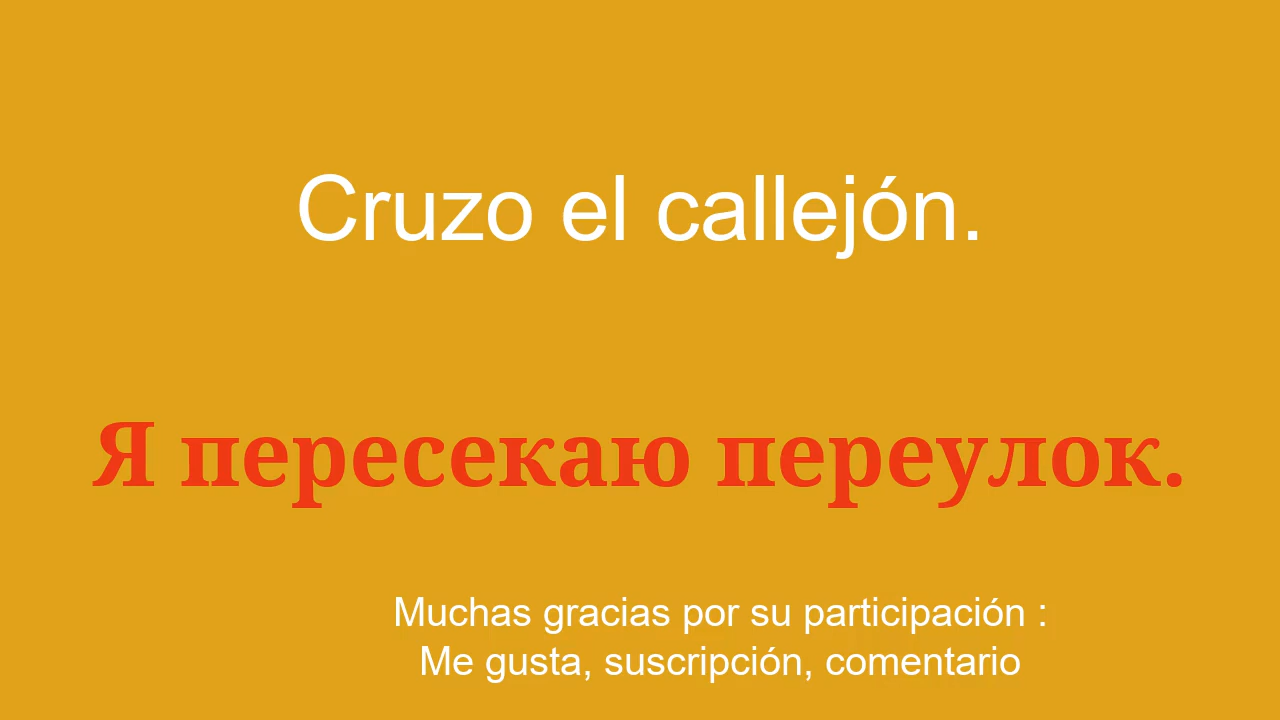 Cruzo el callejón.
Я пересекаю переулок.
Muchas gracias por su participación :
Me gusta, suscripción, comentario